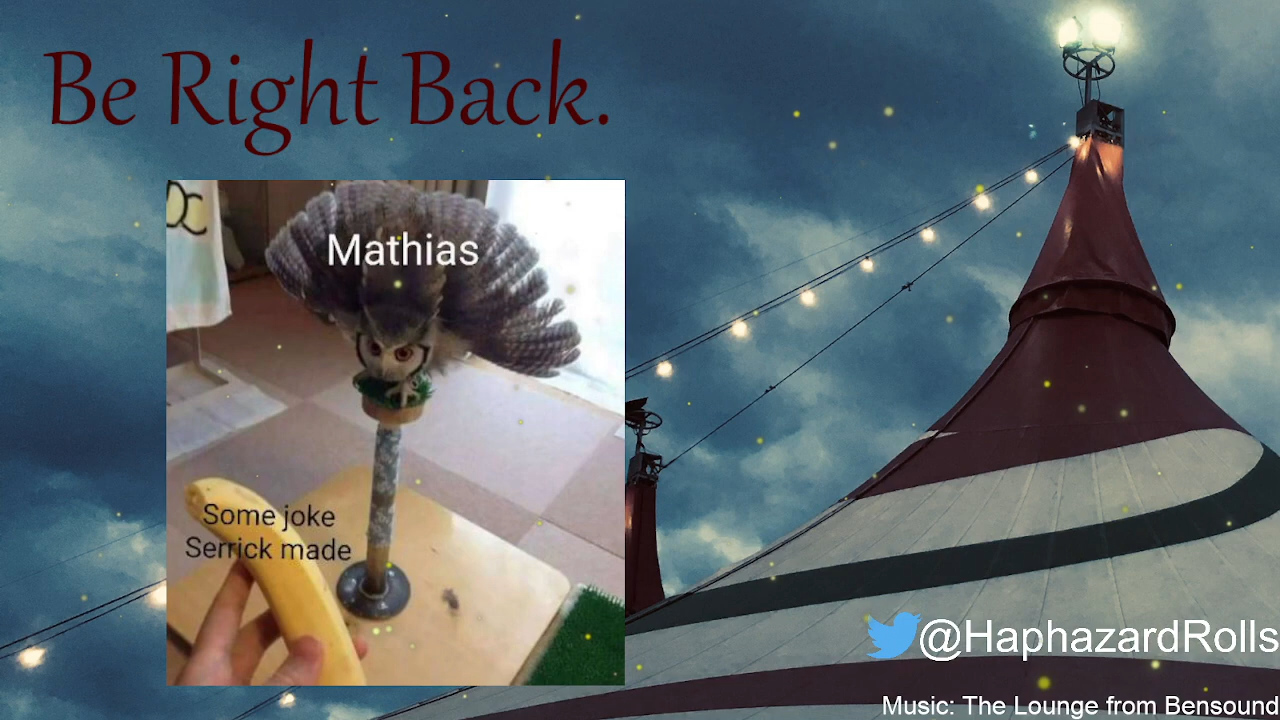 Be Right Back.
Mathias
Some joke
Serrick made
@HaphazardRolls
Music: The Lounge from Bensound